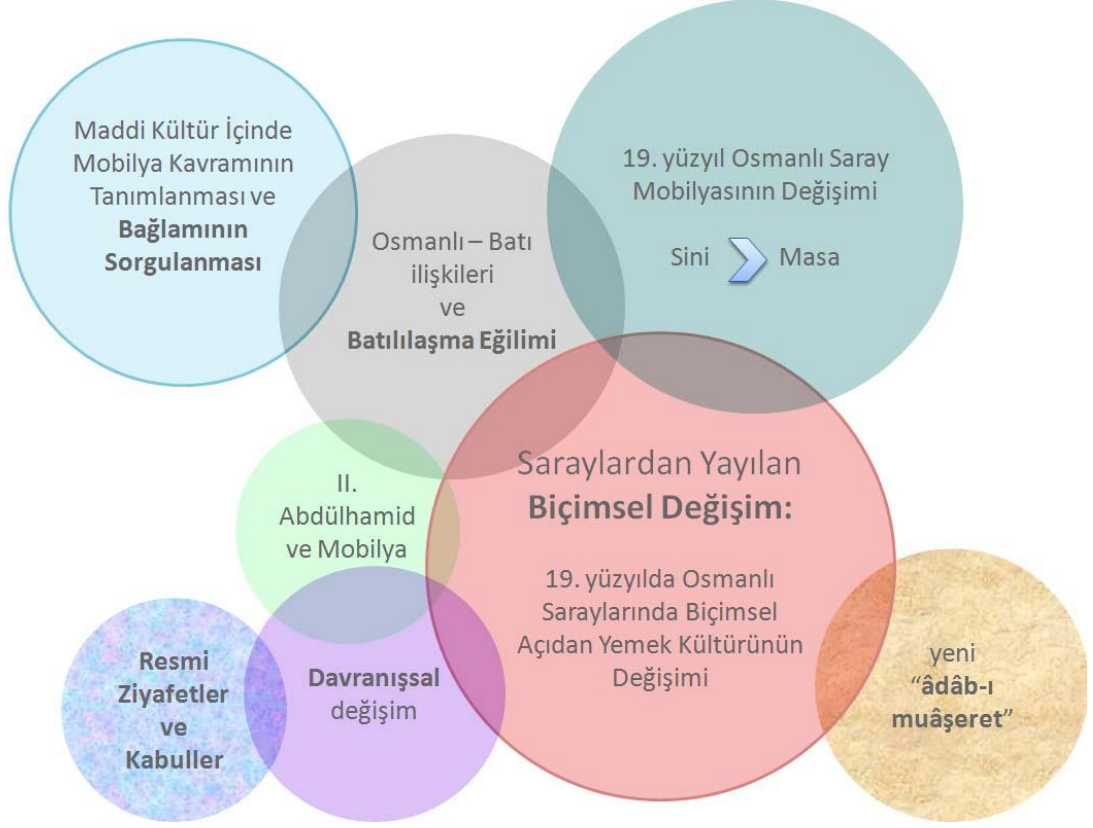 Maddi Kültür İçinde
Mobilya Kavramının
Tanımlanması ve
Bağlamının
Sorgulanması
Osmanlı – Batı
ilişkileri
ve
Batılılaşma Eğilimi
19. yüzyıl Osmanlı Saray
Mobilyasının Değişimi
Sini Masa
II.
Abdülhamid
ve Mobilya
Saraylardan Yayılan
Biçimsel Değişim:
19. yüzyılda Osmanlı
Saraylarında Biçimsel
Açıdan Yemek Kültürünün
Değişimi
Resmi
Ziyafetler
ve
Kabuller
Davranışsal
değişim
yeni
“âdâb-ı
muâşeret”